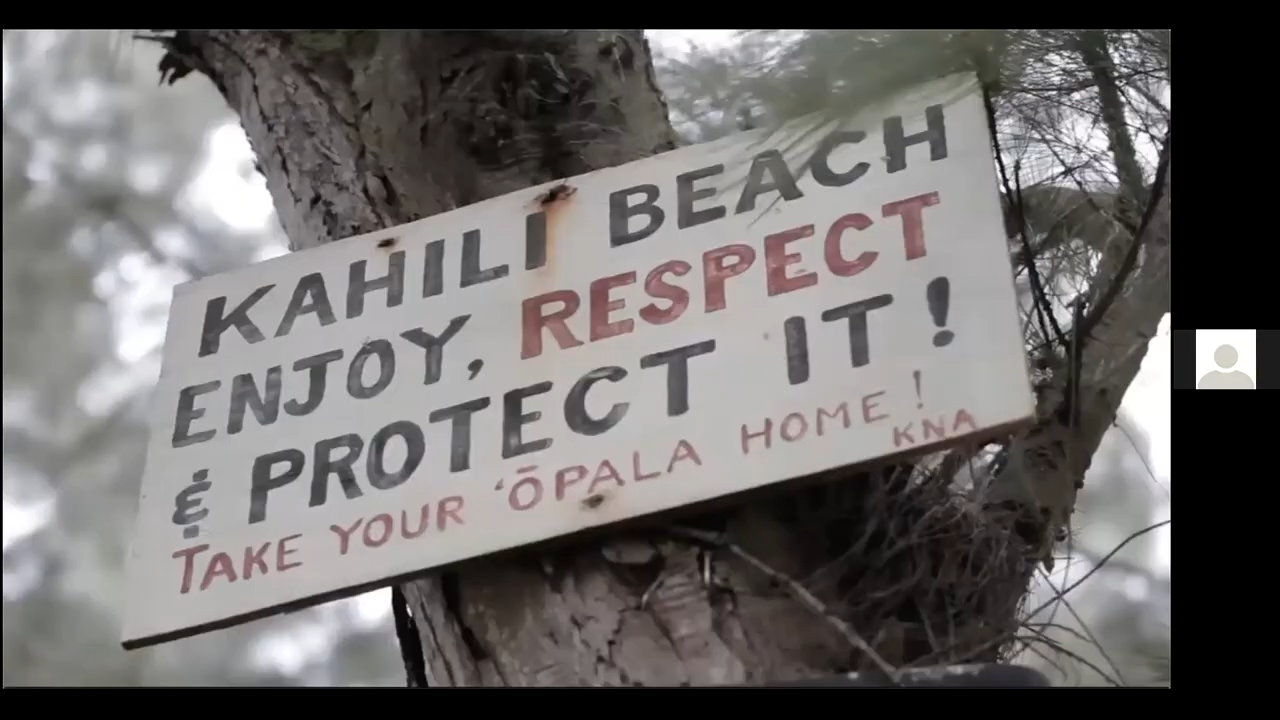 KAHILI BEACH
ENJOY, RESPECT
& PROTECT IT!
TAKE YOUR ʻŌPALA HOME!
KNA